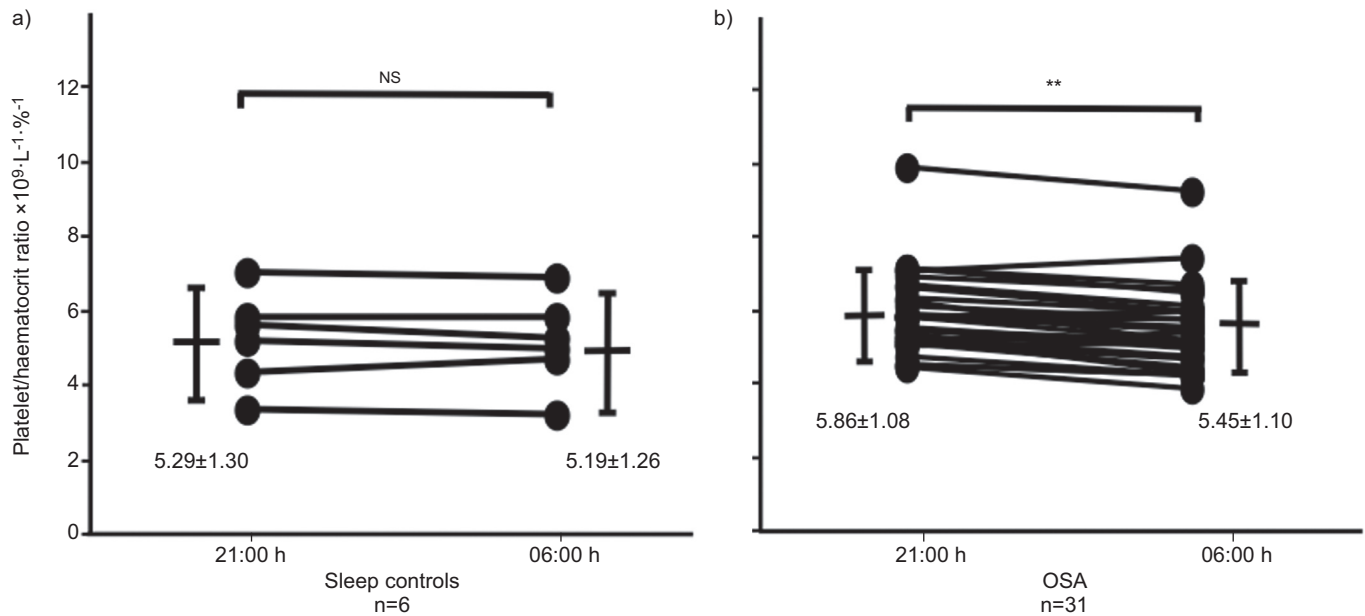 a)
Platelet/haematocrit ratio ×10⁹·L⁻¹·%⁻¹
12
10
8
6
4
2
0
NS
5.29±1.30
5.19±1.26
21:00 h
06:00 h
Sleep controls
n=6
b)
**
5.86±1.08
5.45±1.10
21:00 h
06:00 h
OSA
n=31